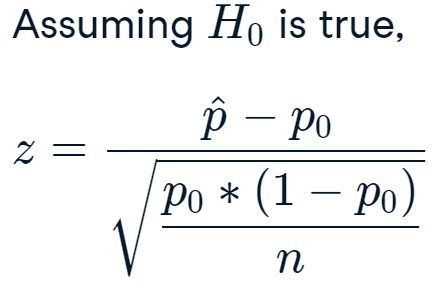 Assuming H₀ is true,
z = (p̂ − p₀) / √(p₀ * (1 − p₀) / n)